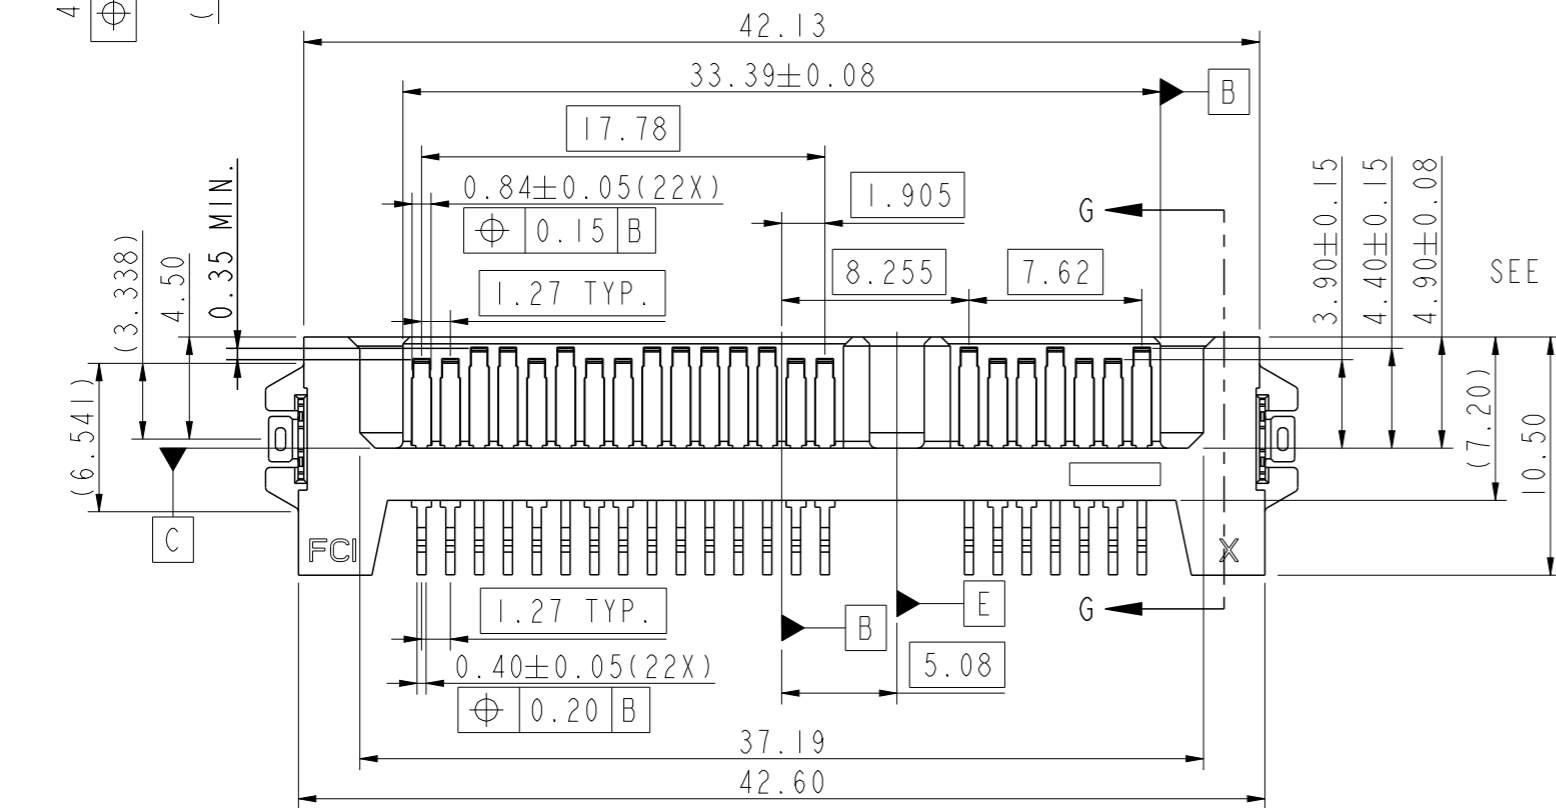 4
(
42.13
33.39±0.08
B
17.78
0.84±0.05(22X)
0.15 B
1.905
G
8.255
7.62
1.27 TYP.
(3.338)
4.50
0.35 MIN.
3.90±0.15
4.40±0.15
4.90±0.08
SEE
(6.541)
(7.20)
10.50
C
FCI
X
1.27 TYP.
B
E
G
0.40±0.05(22X)
5.08
0.20 B
37.19
42.60